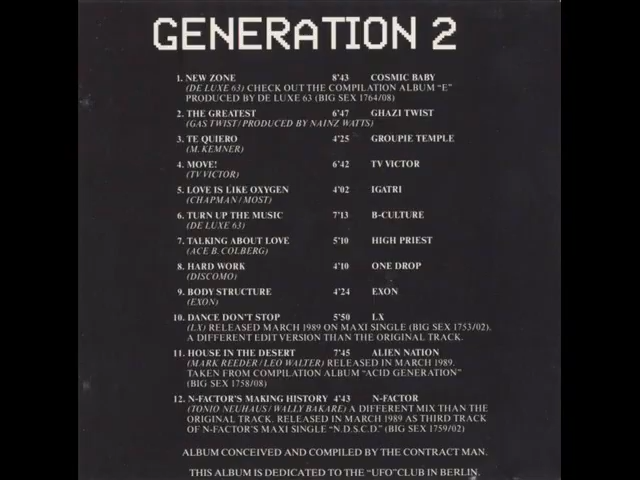 GENERATION 2
1. NEW ZONE 8'43 COSMIC BABY
(DE LUXE 63) CHECK OUT THE COMPILATION ALBUM "E"
PRODUCED BY DE LUXE 63 (BIG SEX 1764/08)
2. THE GREATEST 6'47 GHAZI TWIST
(GAS TWIST/PRODUCED BY NAINZ WATTS)
3. TE QUIERO 4'25 GROUPIE TEMPLE
(M. KEMNER)
4. MOVE! 6'42 TV VICTOR
(TV VICTOR)
5. LOVE IS LIKE OXYGEN 4'02 IGATRI
(CHAPMAN/MOST)
6. TURN UP THE MUSIC 7'13 B-CULTURE
(DE LUXE 63)
7. TALKING ABOUT LOVE 5'10 HIGH PRIEST
(ACE B. COLBERG)
8. HARD WORK 4'10 ONE DROP
(DISCOMO)
9. BODY STRUCTURE 4'24 EXON
(EXON)
10. DANCE DON'T STOP 5'50 LX
(LX) RELEASED MARCH 1989 ON MAXI SINGLE (BIG SEX 1753/02).
A DIFFERENT EDIT VERSION THAN THE ORIGINAL TRACK.
11. HOUSE IN THE DESERT 7'45 ALIEN NATION
(MARK REEDER/LEO WALTER) RELEASED IN MARCH 1989.
TAKEN FROM COMPILATION ALBUM "ACID GENERATION"
(BIG SEX 1758/08)
12. N-FACTOR'S MAKING HISTORY 4'43 N-FACTOR
(TONIO NEUHAUS/WALLY BAKARE) A DIFFERENT MIX THAN THE
ORIGINAL TRACK. RELEASED IN MARCH 1989 AS THIRD TRACK
OF N-FACTOR'S MAXI SINGLE "N.D.S.C.D." (BIG SEX 1759/02)
ALBUM CONCEIVED AND COMPILED BY THE CONTRACT MAN.
THIS ALBUM IS DEDICATED TO THE "UFO"CLUB IN BERLIN.